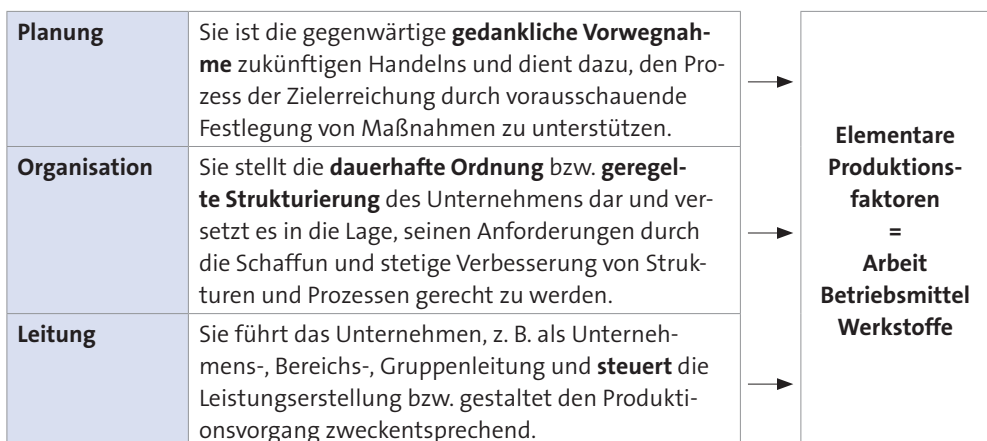 Planung
Sie ist die gegenwärtige gedankliche Vorwegnah-
me zukünftigen Handelns und dient dazu, den Pro-
zess der Zielerreichung durch vorausschauende
Festlegung von Maßnahmen zu unterstützen.
Organisation
Sie stellt die dauerhafte Ordnung bzw. geregel-
te Strukturierung des Unternehmens dar und ver-
setzt es in die Lage, seinen Anforderungen durch
die Schaffun und stetige Verbesserung von Struk-
turen und Prozessen gerecht zu werden.
Leitung
Sie führt das Unternehmen, z. B. als Unterneh-
mens-, Bereichs-, Gruppenleitung und steuert die
Leistungserstellung bzw. gestaltet den Produkti-
onsvorgang zweckentsprechend.
Elementare
Produktions-
faktoren
=
Arbeit
Betriebsmittel
Werkstoffe